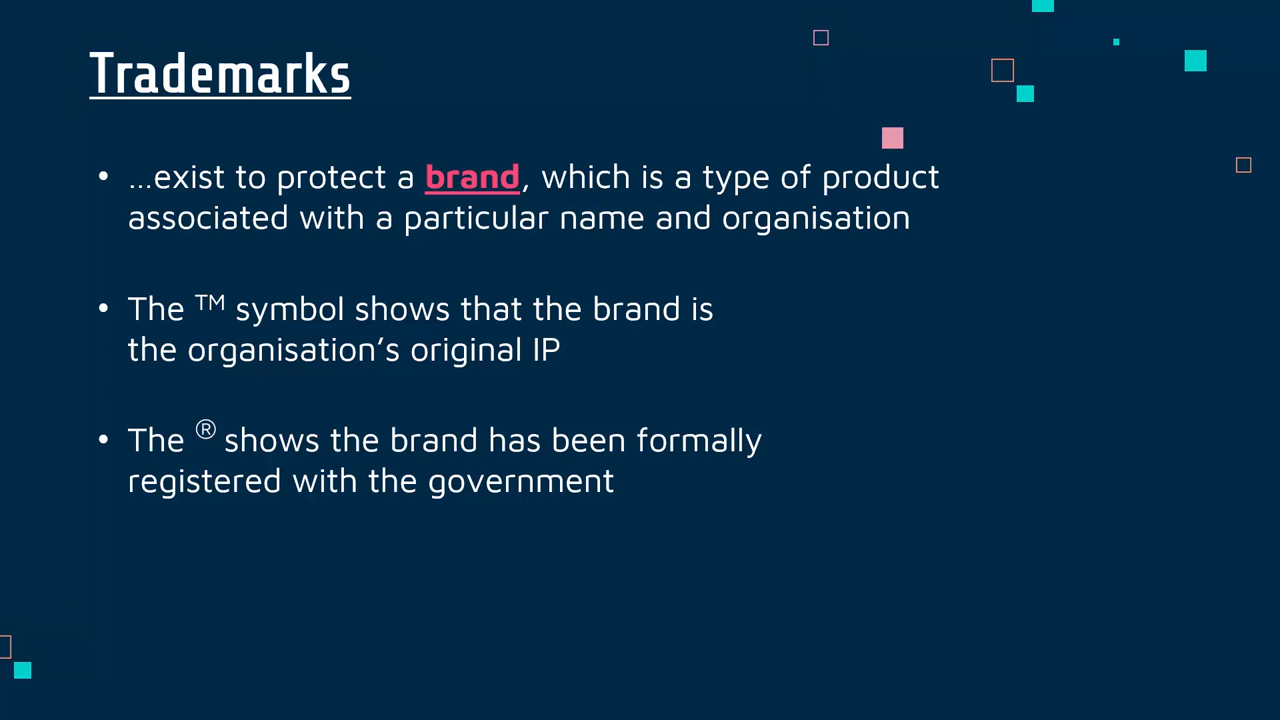 Trademarks
• …exist to protect a brand, which is a type of product
associated with a particular name and organisation
• The ™ symbol shows that the brand is
the organisation’s original IP
• The ® shows the brand has been formally
registered with the government